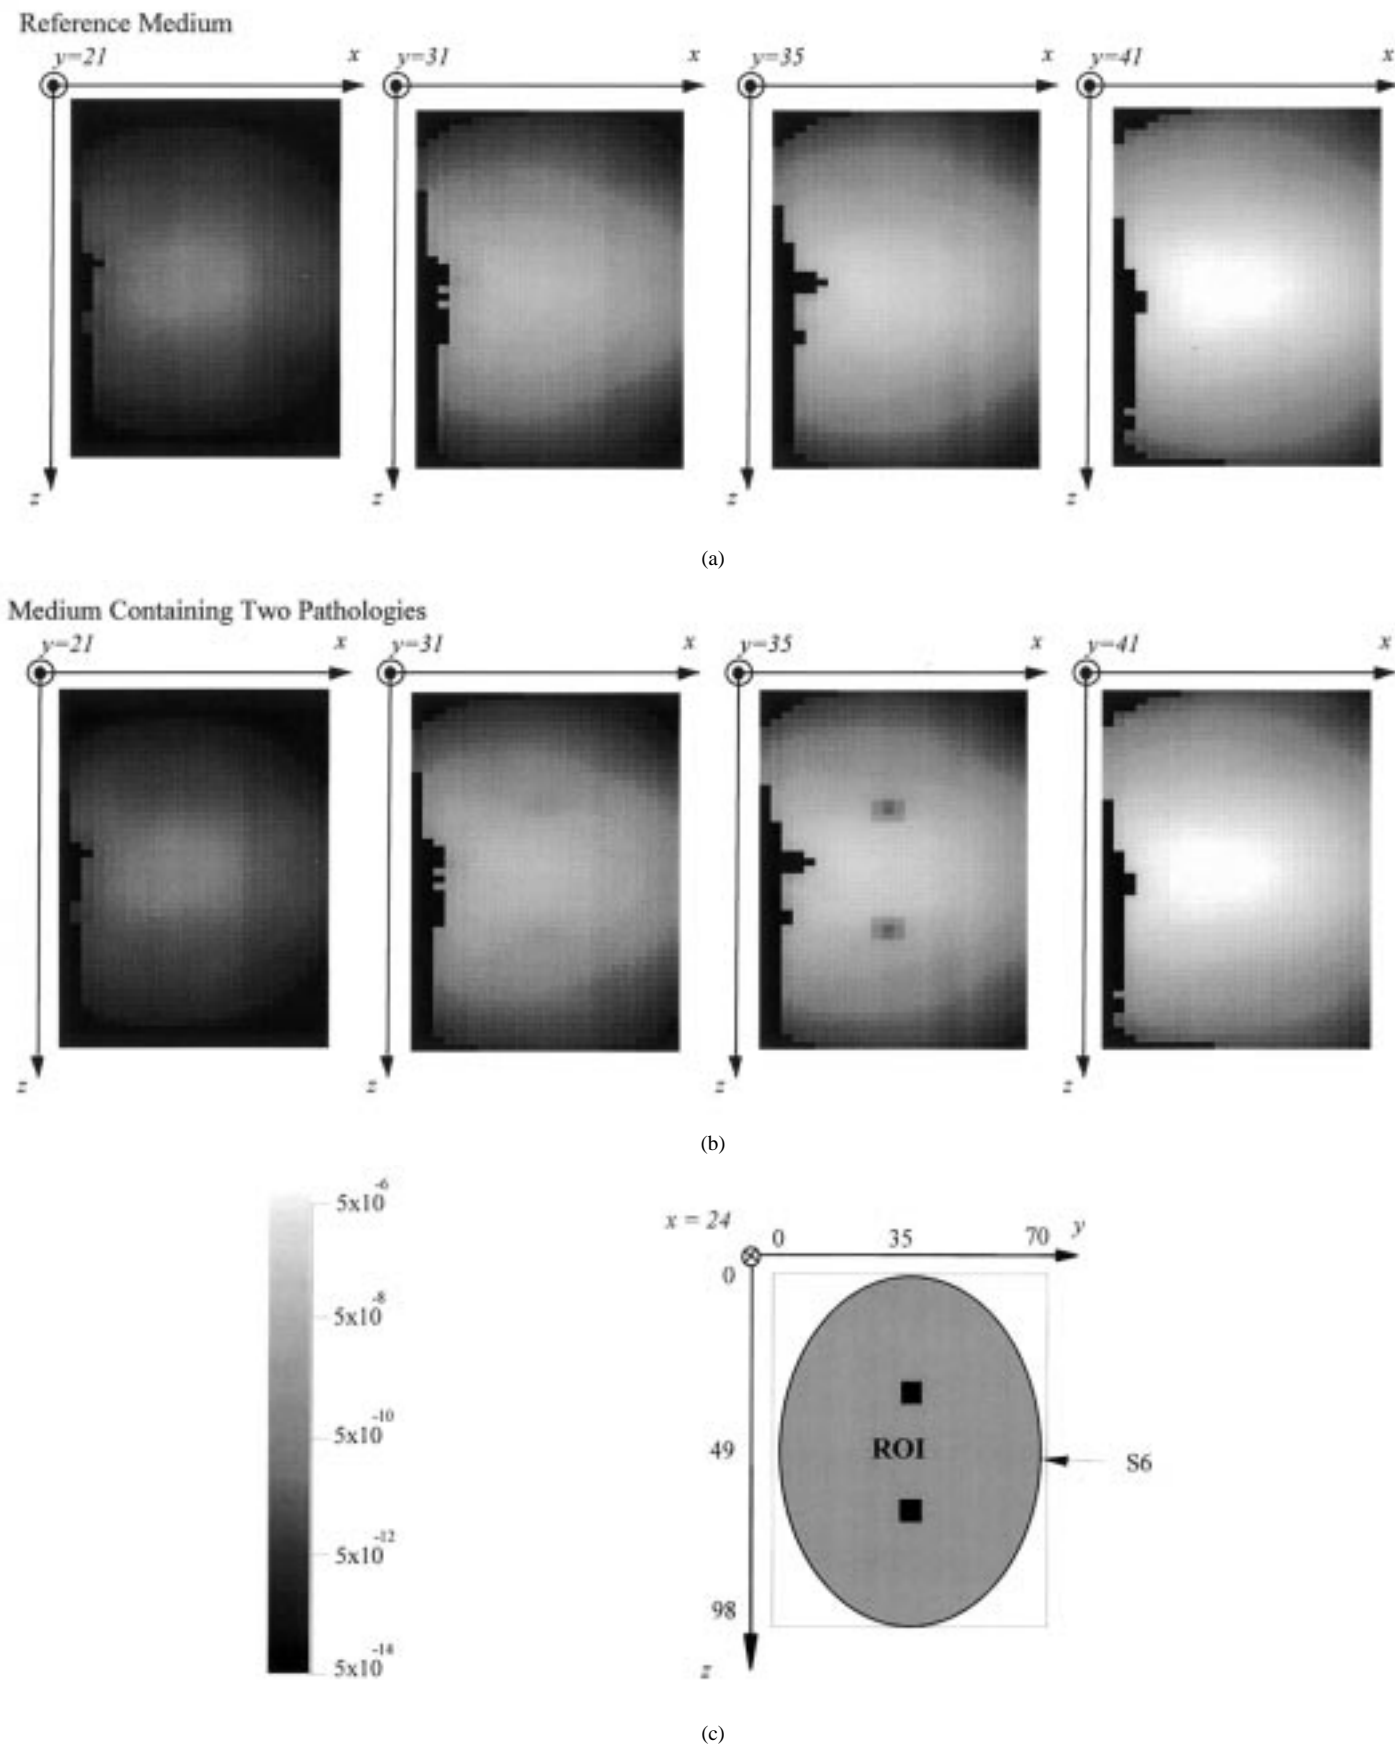 Reference Medium
y=21 x y=31 x y=35 x y=41 x
z z z z
(a)
Medium Containing Two Pathologies
y=21 x y=31 x y=35 x y=41 x
z z z z
(b)
5x10⁻⁶
5x10⁻⁸
5x10⁻¹⁰
5x10⁻¹²
5x10⁻¹⁴
x = 24
0 35 70 y
0
49 ROI S6
98
z
(c)